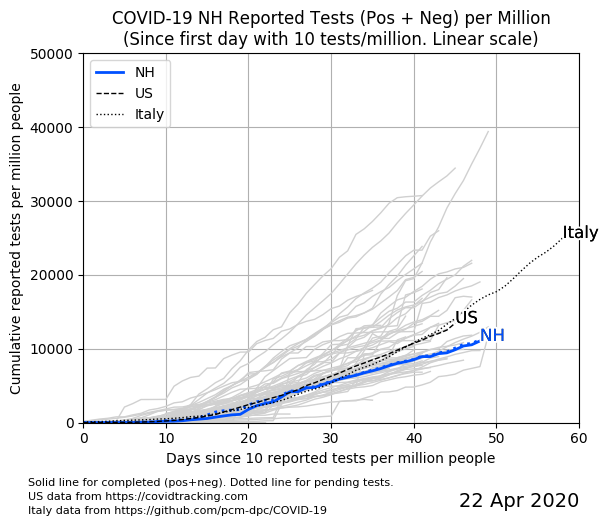 COVID-19 NH Reported Tests (Pos + Neg) per Million
(Since first day with 10 tests/million. Linear scale)
Cumulative reported tests per million people
50000
40000
30000
20000
10000
0
NH
US
Italy
Italy
US
NH
0 10 20 30 40 50 60
Days since 10 reported tests per million people
Solid line for completed (pos+neg). Dotted line for pending tests.
US data from https://covidtracking.com
Italy data from https://github.com/pcm-dpc/COVID-19
22 Apr 2020